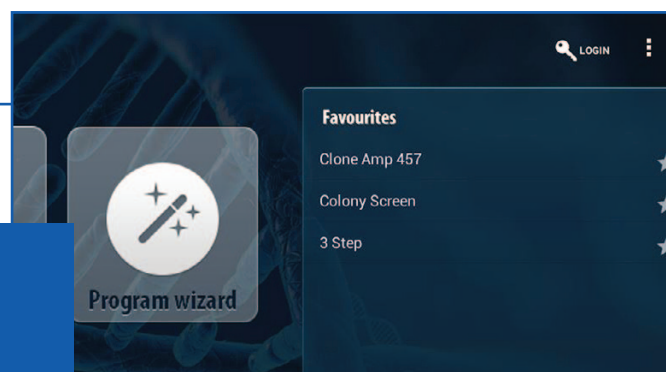 LOGIN
Favourites
Clone Amp 457
Colony Screen
3 Step
Program wizard